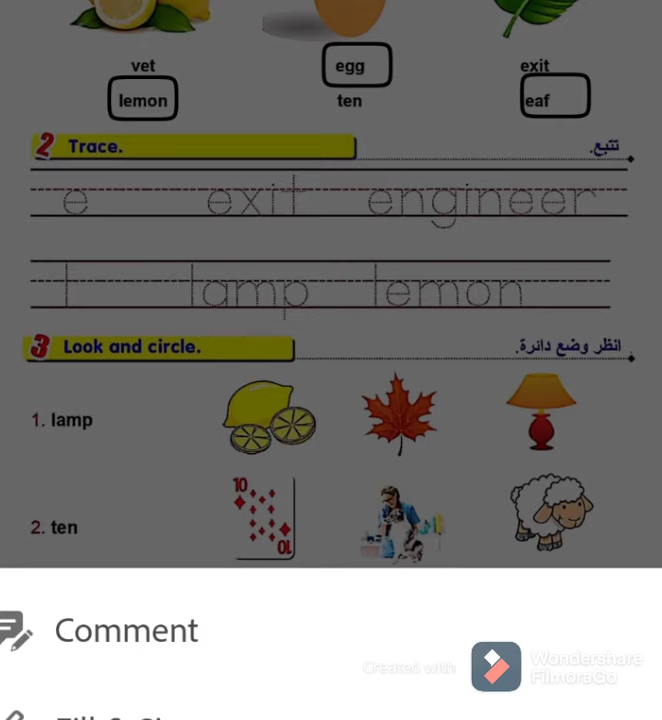 vet egg exit
lemon ten eaf
2 Trace. تتبع.
e exit engineer
l lamp lemon
3 Look and circle. انظر وضع دائرة.
1. lamp
10
2. ten
10
Comment
Created with Wondershare
FilmoraGo